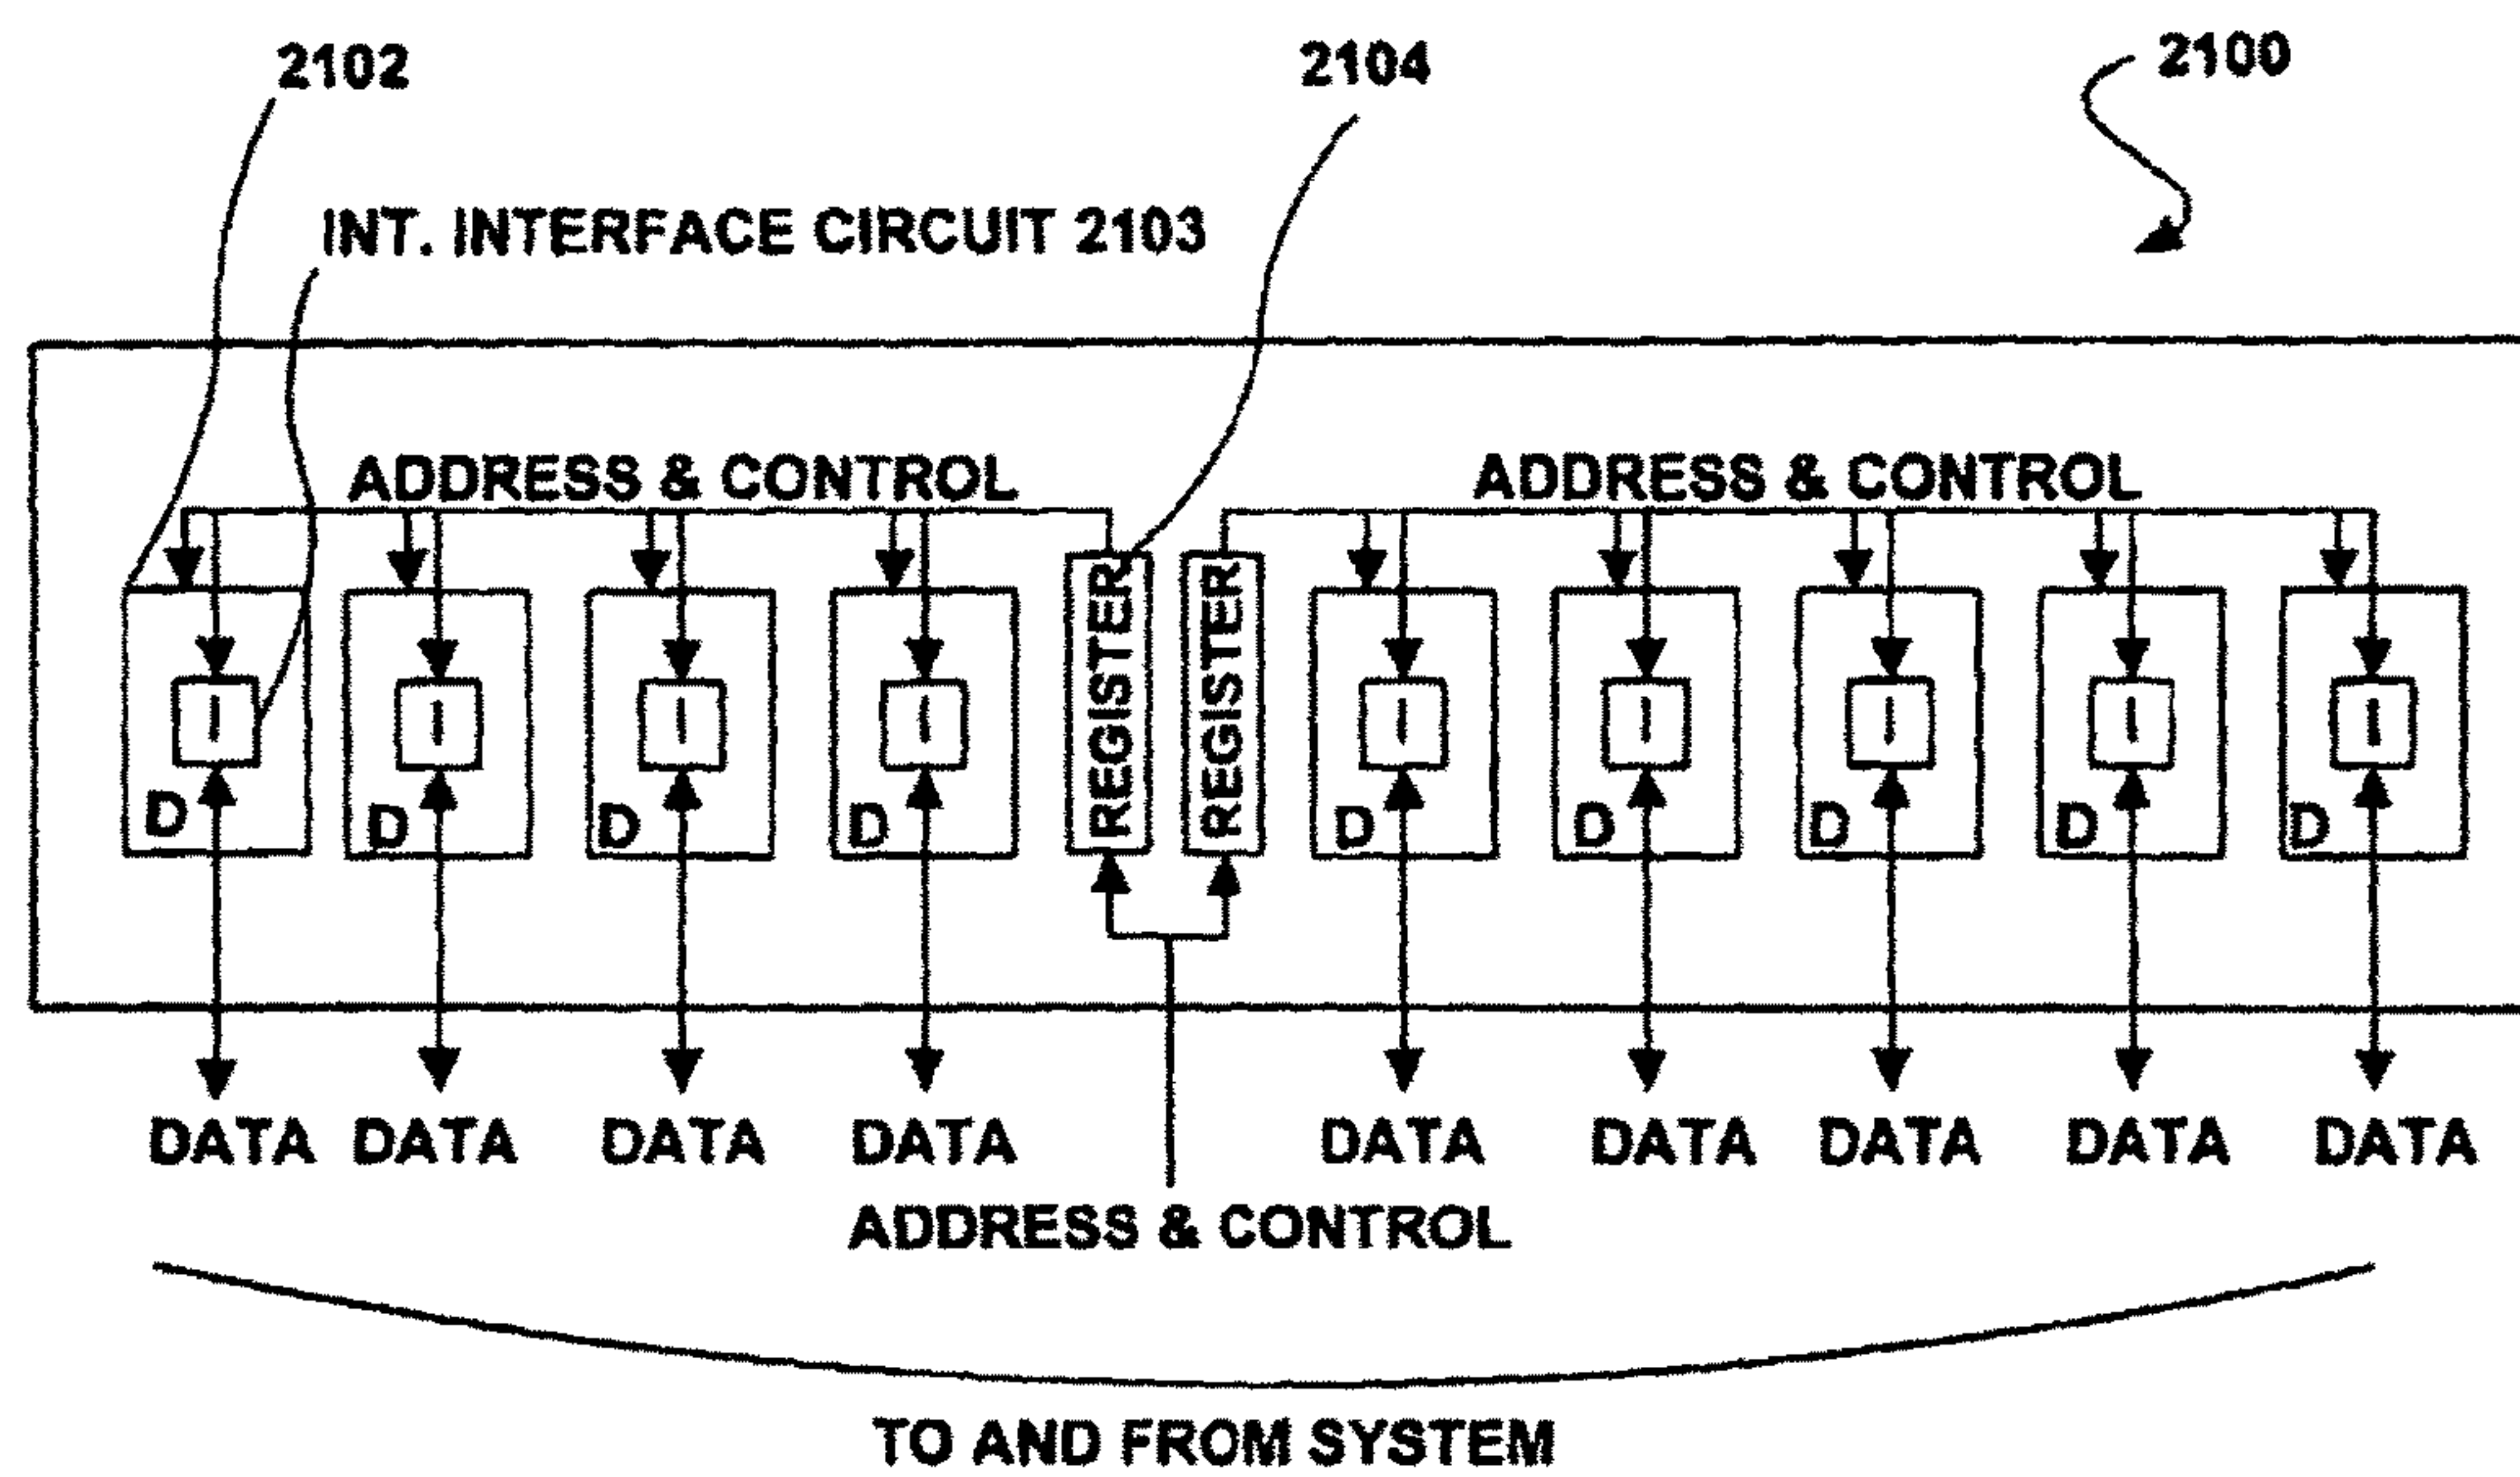 2102 2104 2100
INT. INTERFACE CIRCUIT 2103
ADDRESS & CONTROL ADDRESS & CONTROL
I I I I REGISTER REGISTER I I I I I
D D D D D D D D D
DATA DATA DATA DATA DATA DATA DATA DATA DATA
ADDRESS & CONTROL
TO AND FROM SYSTEM